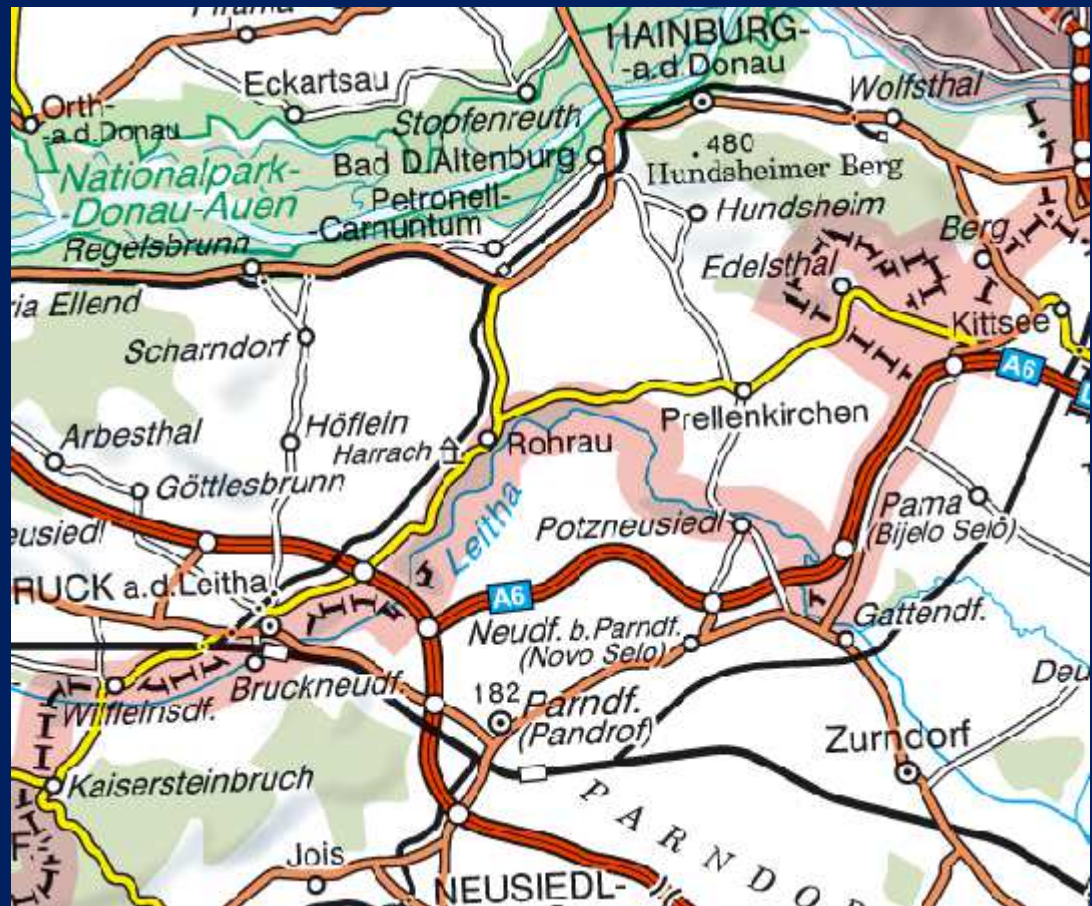 HAINBURG-
-a.d.Donau
Eckartsau
Wolfsthal
Orth-
-a.d.Donau
Stopfenreuth
480
Hundsheimer Berg
Bad D.Altenburg
Nationalpark-
-Donau-Auen
Petronell-
-Carnuntum
Hundsheim
Regelsbrunn
Berg
Edelsthal
ria Ellend
Kittsee
Scharndorf
A6
Prellenkirchen
Arbesthal
Höflein
Harrach
Rohrau
Göttlesbrunn
Leitha
Pama
(Bijelo Selo)
eusiedl
Potzneusiedl
RUCK a.d.Leitha
A6
Gattendf.
Neudf. b.Parndf.
(Novo Selo)
Bruckneudf.
Deu
Wilfleinsdf.
182
Parndf.
(Pandrof)
Zurndorf
Kaisersteinbruch
PARNDO
F.
Jois
NEUSIEDL-